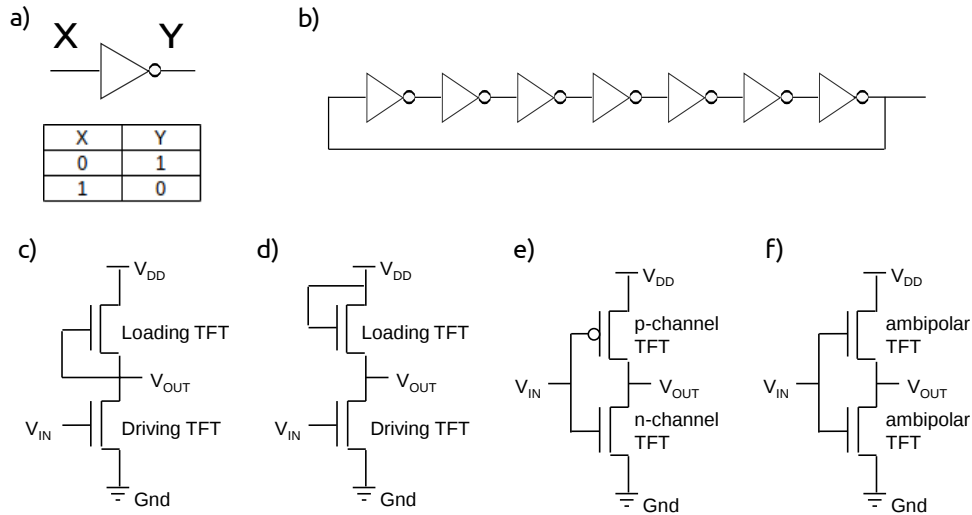 a)
X Y
X Y
0 1
1 0
b)
c)
VDD
Loading TFT
VOUT
VIN
Driving TFT
Gnd
d)
VDD
Loading TFT
VOUT
VIN
Driving TFT
Gnd
e)
VDD
p-channel
TFT
VIN
VOUT
n-channel
TFT
Gnd
f)
VDD
ambipolar
TFT
VIN
VOUT
ambipolar
TFT
Gnd